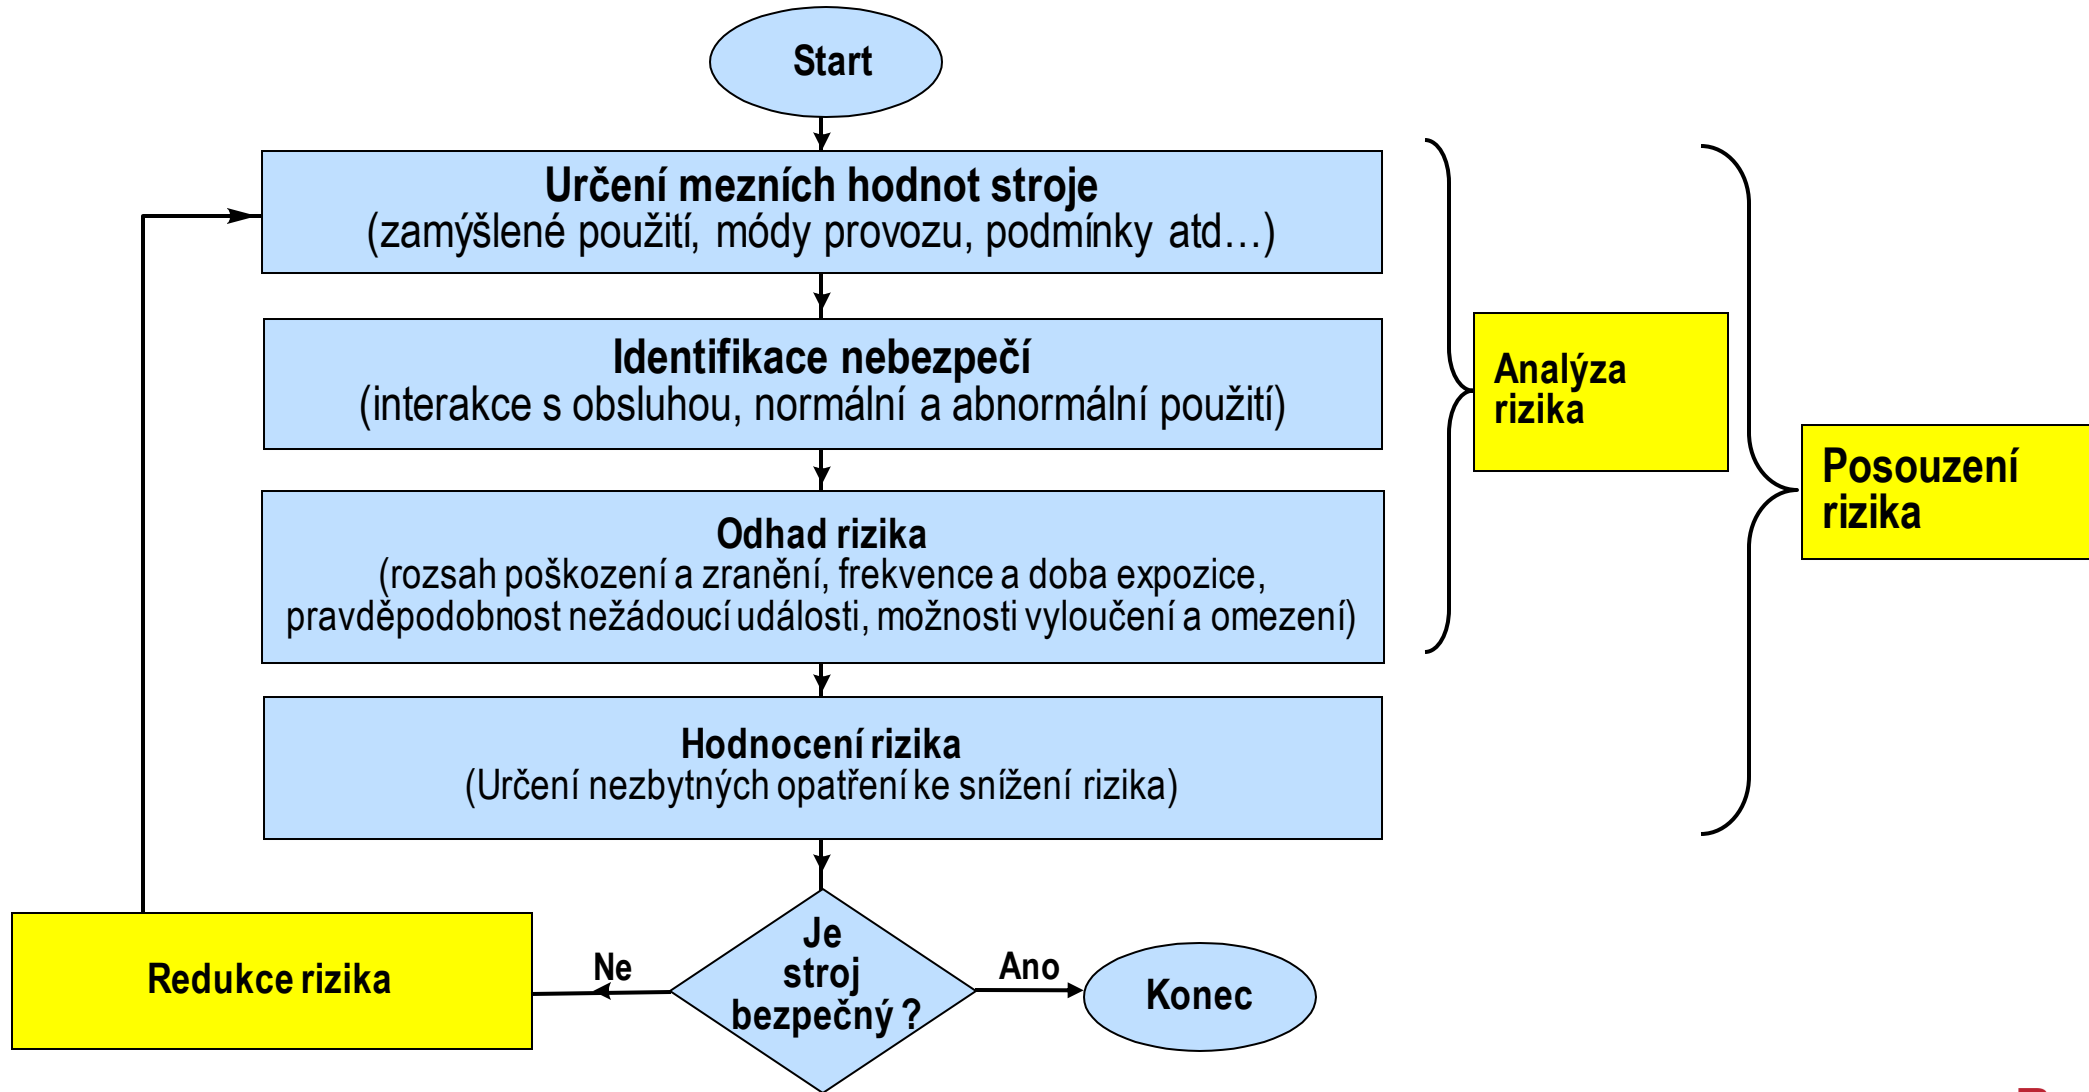 Start
Určení mezních hodnot stroje
(zamýšlené použití, módy provozu, podmínky atd…)
Identifikace nebezpečí
(interakce s obsluhou, normální a abnormální použití)
Odhad rizika
(rozsah poškození a zranění, frekvence a doba expozice,
pravděpodobnost nežádoucí události, možnosti vyloučení a omezení)
Hodnocení rizika
(Určení nezbytných opatření ke snížení rizika)
Analýza
rizika
Posouzení
rizika
Je
stroj
bezpečný ?
Ne
Ano
Redukce rizika
Konec